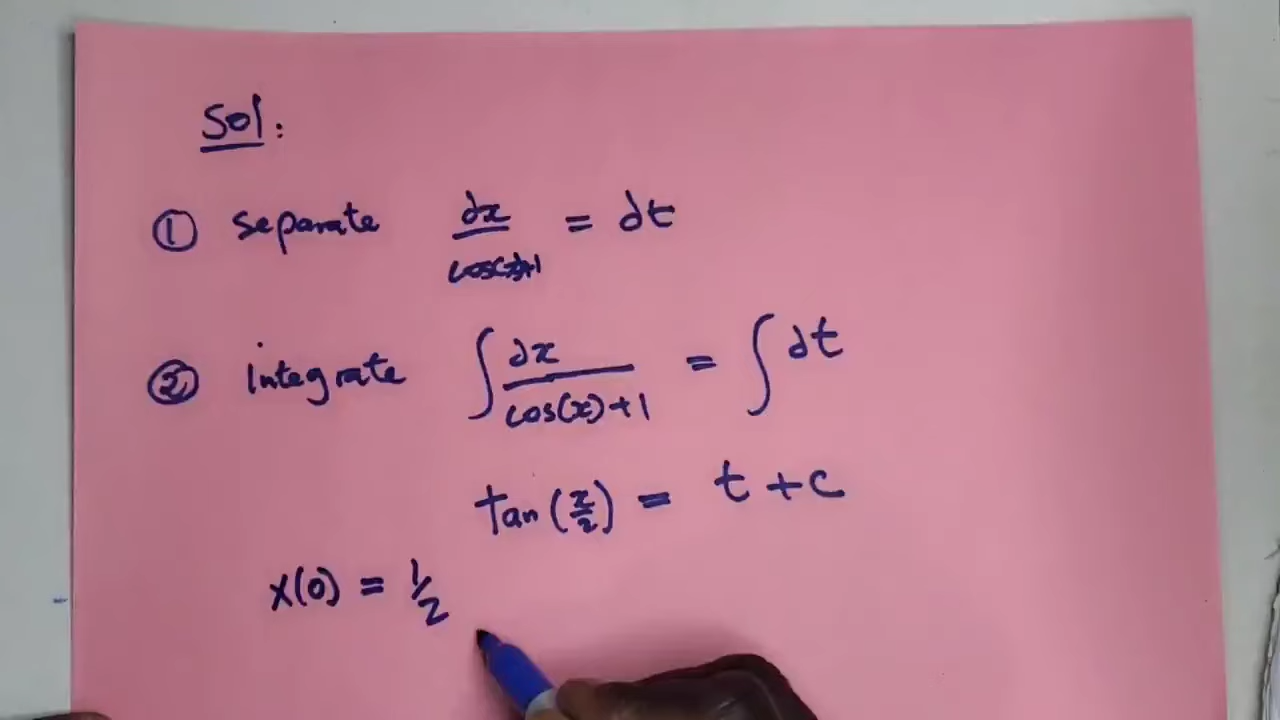 Sol:
① separate dx/cos(x)+1 = dt
② integrate ∫ dx/cos(x)+1 = ∫ dt
tan(x/2) = t + c
x(0) = 1/2